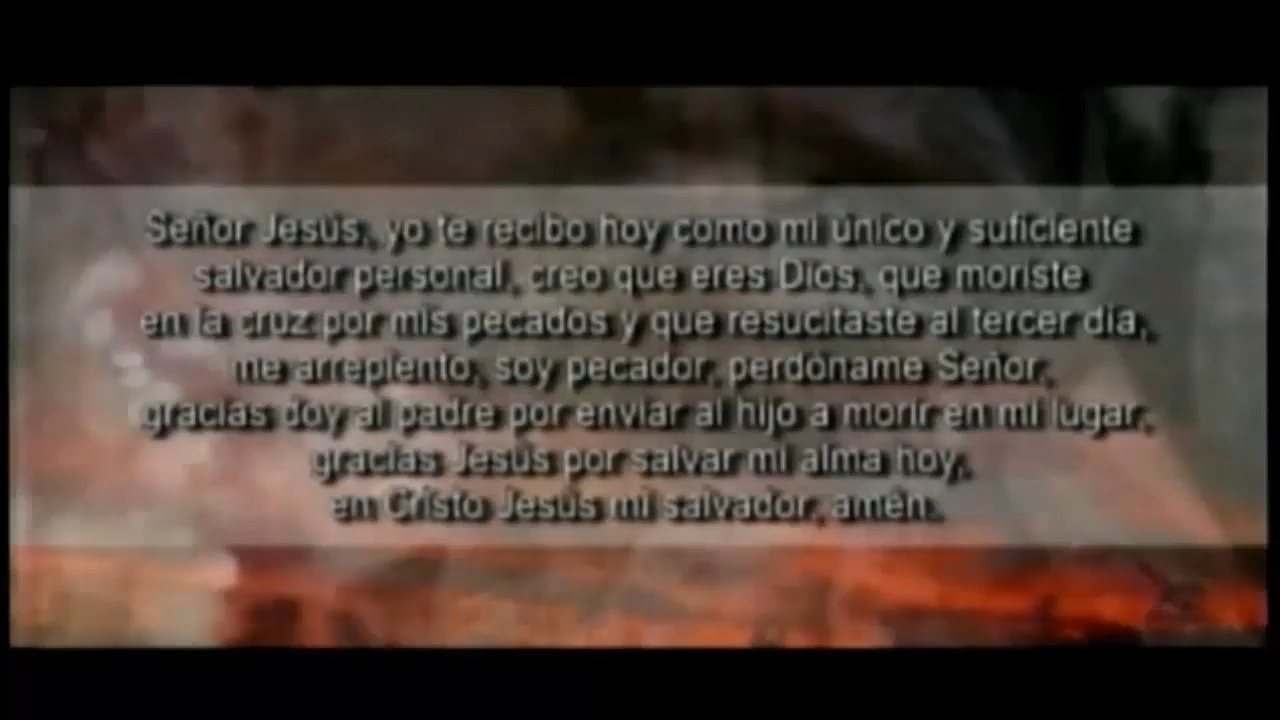 Señor Jesús, yo te recibo hoy como mi único y suficiente
salvador personal, creo que eres Dios, que moriste
en la cruz por mis pecados y que resucitaste al tercer día,
me arrepiento, soy pecador, perdóname Señor,
gracias doy al padre por enviar al hijo a morir en mi lugar,
gracias Jesús por salvar mi alma hoy,
en Cristo Jesús mi salvador, amén.